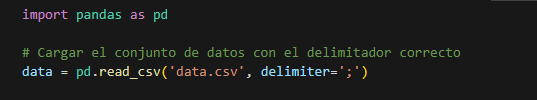 import pandas as pd
# Cargar el conjunto de datos con el delimitador correcto
data = pd.read_csv('data.csv', delimiter=';')